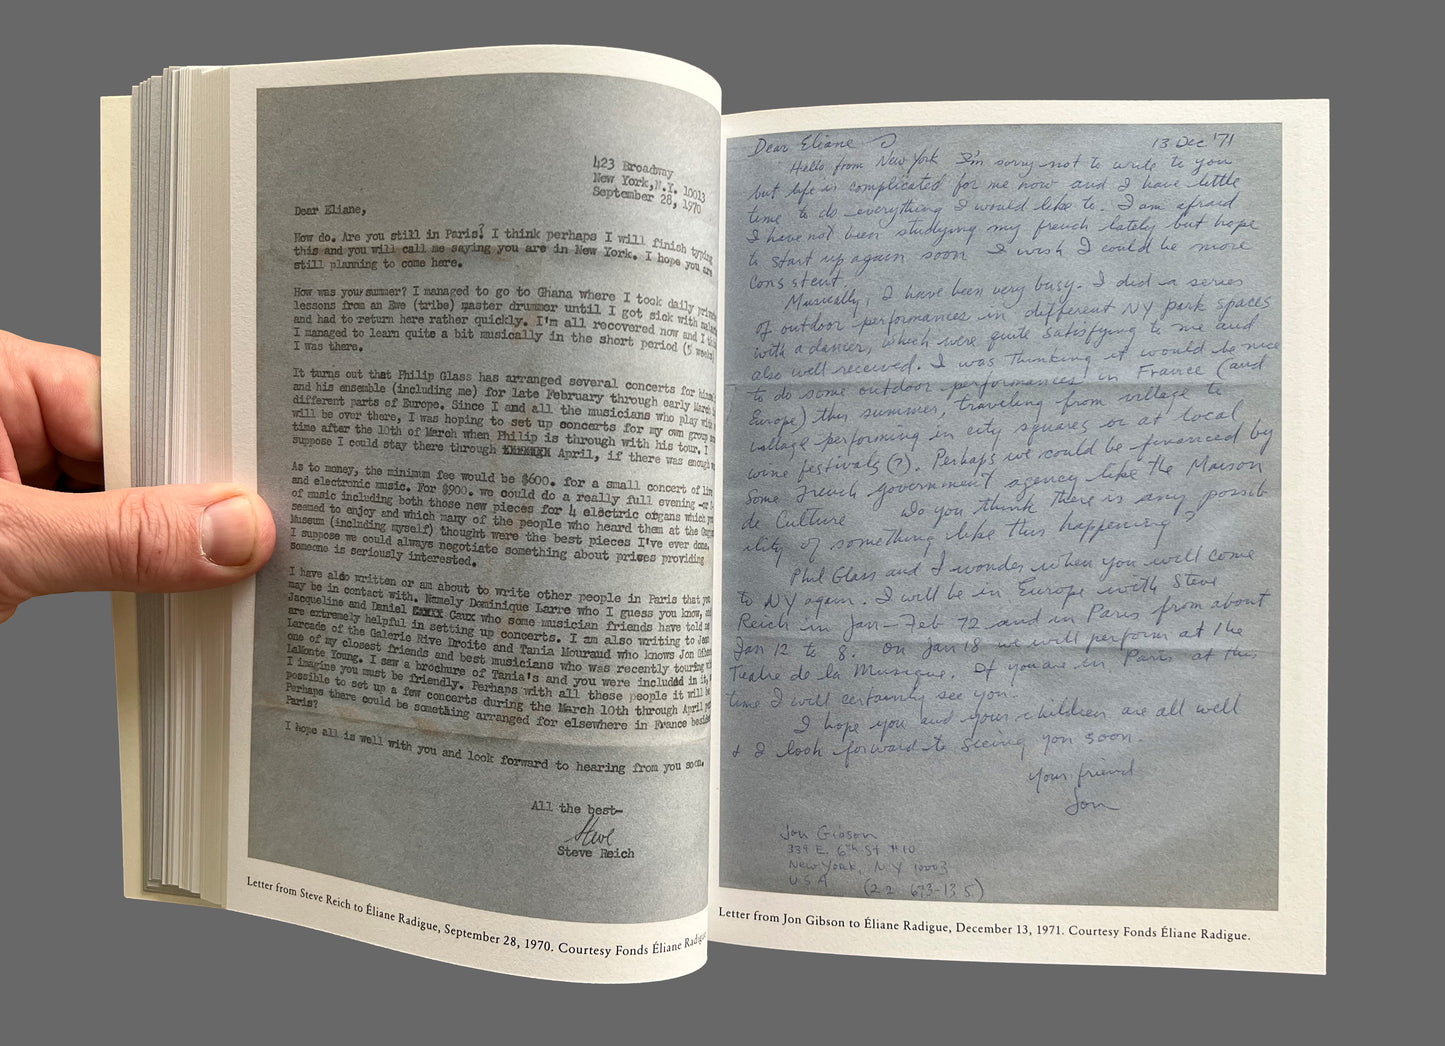 423 Broadway
New York,N.Y. 10013
September 28, 1970
Dear Eliane,
How do. Are you still in Paris? I think perhaps I will finish typing
this and you will call me saying you are in New York. I hope you are
still planning to come here.
How was your summer? I managed to go to Ghana where I took daily
lessons from an Ewe (tribe) master drummer until I got sick with
and had to return here rather quickly. I'm all recovered now and I
I managed to learn quite a bit musically in the short period (5 weeks)
I was there.
It turns out that Philip Glass has arranged several concerts for
and his ensemble (including me) for late February through early March
different parts of Europe. Since I and all the musicians who play with
will be over there, I was hoping to set up concerts for my own group
time after the 10th of March when Philip is through with his tour. I
suppose I could stay there through April, if there was enough
As to money, the minimum fee would be $600. for a small concert of
and electronic music. For $900. we could do a really full evening
of music including both those new pieces for 4 electric organs which
seemed to enjoy and which many of the people who heard them at the
Museum (including myself) thought were the best pieces I've ever done.
I suppose we could always negotiate something about prices providing
someone is seriously interested.
I have also written or am about to write other people in Paris that
may be in contact with. Namely Dominique Larre who I guess you know,
Jacqueline and Daniel Caux who some musician friends have told
are extremely helpful in setting up concerts. I am also writing to
Larcade of the Galerie Rive Droite and Tania Mouraud who knows Jon
one of my closest friends and best musicians who was recently touring
LaMonte Young. I saw a brochure of Tania's and you were included in it,
I imagine you must be friendly. Perhaps with all these people it will
possible to set up a few concerts during the March 10th through April
Perhaps there could be something arranged for elsewhere in France
Paris?
I hope all is well with you and look forward to hearing from you soon.
All the best-
Steve
Steve Reich
Letter from Steve Reich to Éliane Radigue, September 28, 1970. Courtesy Fonds Éliane Radigue
Dear Eliane
13 Dec '71
Hello from New York I'm sorry not to write to you
but life is complicated for me now and I have little
time to do everything I would like to. I am afraid
I have not been studying my french lately but hope
to start up again soon I wish I could be more
consistent.
Musically, I have been very busy. I did a series
of outdoor performances in different NY park spaces
with a dancer, which were quite satisfying to me and
also well received. I was thinking it would be nice
to do some outdoor performances in France (and
Europe) this summer, traveling from village to
village performing in city squares or at local
wine festivals (?). Perhaps we could be financed by
some french government agency like the Maison
de Culture Do you think there is any possib
ility of something like this happening?
Phil Glass and I wonder when you will come
to NY again. I will be in Europe with Steve
Reich in Jan-Feb 72 and in Paris from about
Jan 12 to 8. On Jan 18 we will perform at the
Teatre de la Musique. If you are in Paris at this
time I will certainly see you.
I hope you and your children are all well
& I look forward to seeing you soon.
Your friend
Jon
Jon Gibson
339 E. 6th St #10
New York, NY 10003
USA
Letter from Jon Gibson to Éliane Radigue, December 13, 1971. Courtesy Fonds Éliane Radigue.